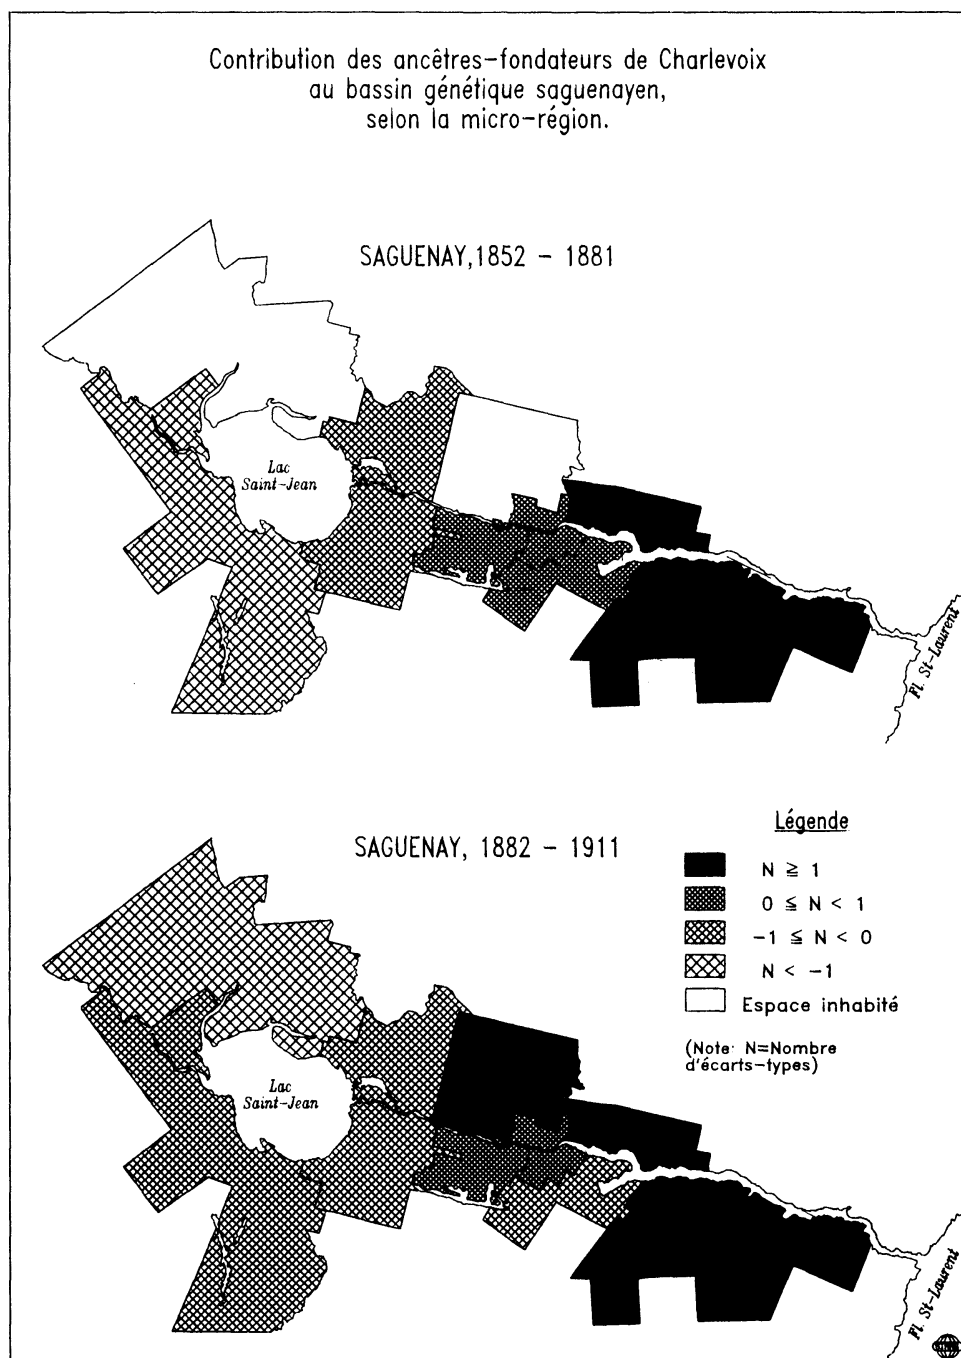 Contribution des ancêtres-fondateurs de Charlevoix
au bassin génétique saguenayen,
selon la micro-région.
SAGUENAY,1852 - 1881
Lac
Saint-Jean
Fl. St-Laurent
SAGUENAY, 1882 - 1911
Légende
N ≧ 1
0 ≦ N < 1
-1 ≦ N < 0
N < -1
Espace inhabité
(Note: N=Nombre
d'écarts-types)
Lac
Saint-Jean
Fl. St-Laurent